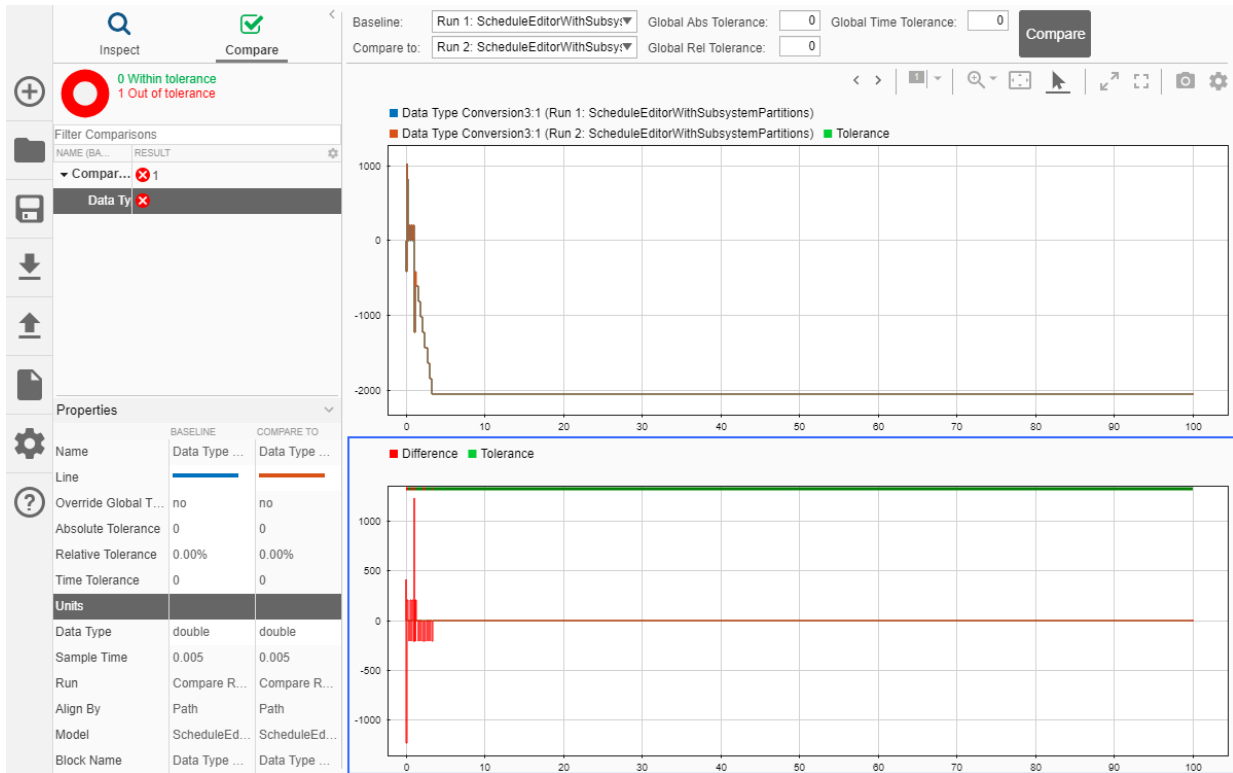 Inspect
Compare
0 Within tolerance
1 Out of tolerance
Filter Comparisons
NAME (BA... RESULT
Compar... 1
Data Ty
Properties
BASELINE COMPARE TO
Name Data Type ... Data Type ...
Line
Override Global T... no no
Absolute Tolerance 0 0
Relative Tolerance 0.00% 0.00%
Time Tolerance 0 0
Units
Data Type double double
Sample Time 0.005 0.005
Run Compare R... Compare R...
Align By Path Path
Model ScheduleEd... ScheduleEd...
Block Name Data Type ... Data Type ...
Baseline: Run 1: ScheduleEditorWithSubsys Global Abs Tolerance: 0 Global Time Tolerance: 0
Compare to: Run 2: ScheduleEditorWithSubsys Global Rel Tolerance: 0
Compare
1
Data Type Conversion3:1 (Run 1: ScheduleEditorWithSubsystemPartitions)
Data Type Conversion3:1 (Run 2: ScheduleEditorWithSubsystemPartitions) Tolerance
1000
0
-1000
-2000
0 10 20 30 40 50 60 70 80 90 100
Difference Tolerance
1000
500
0
-500
-1000
0 10 20 30 40 50 60 70 80 90 100